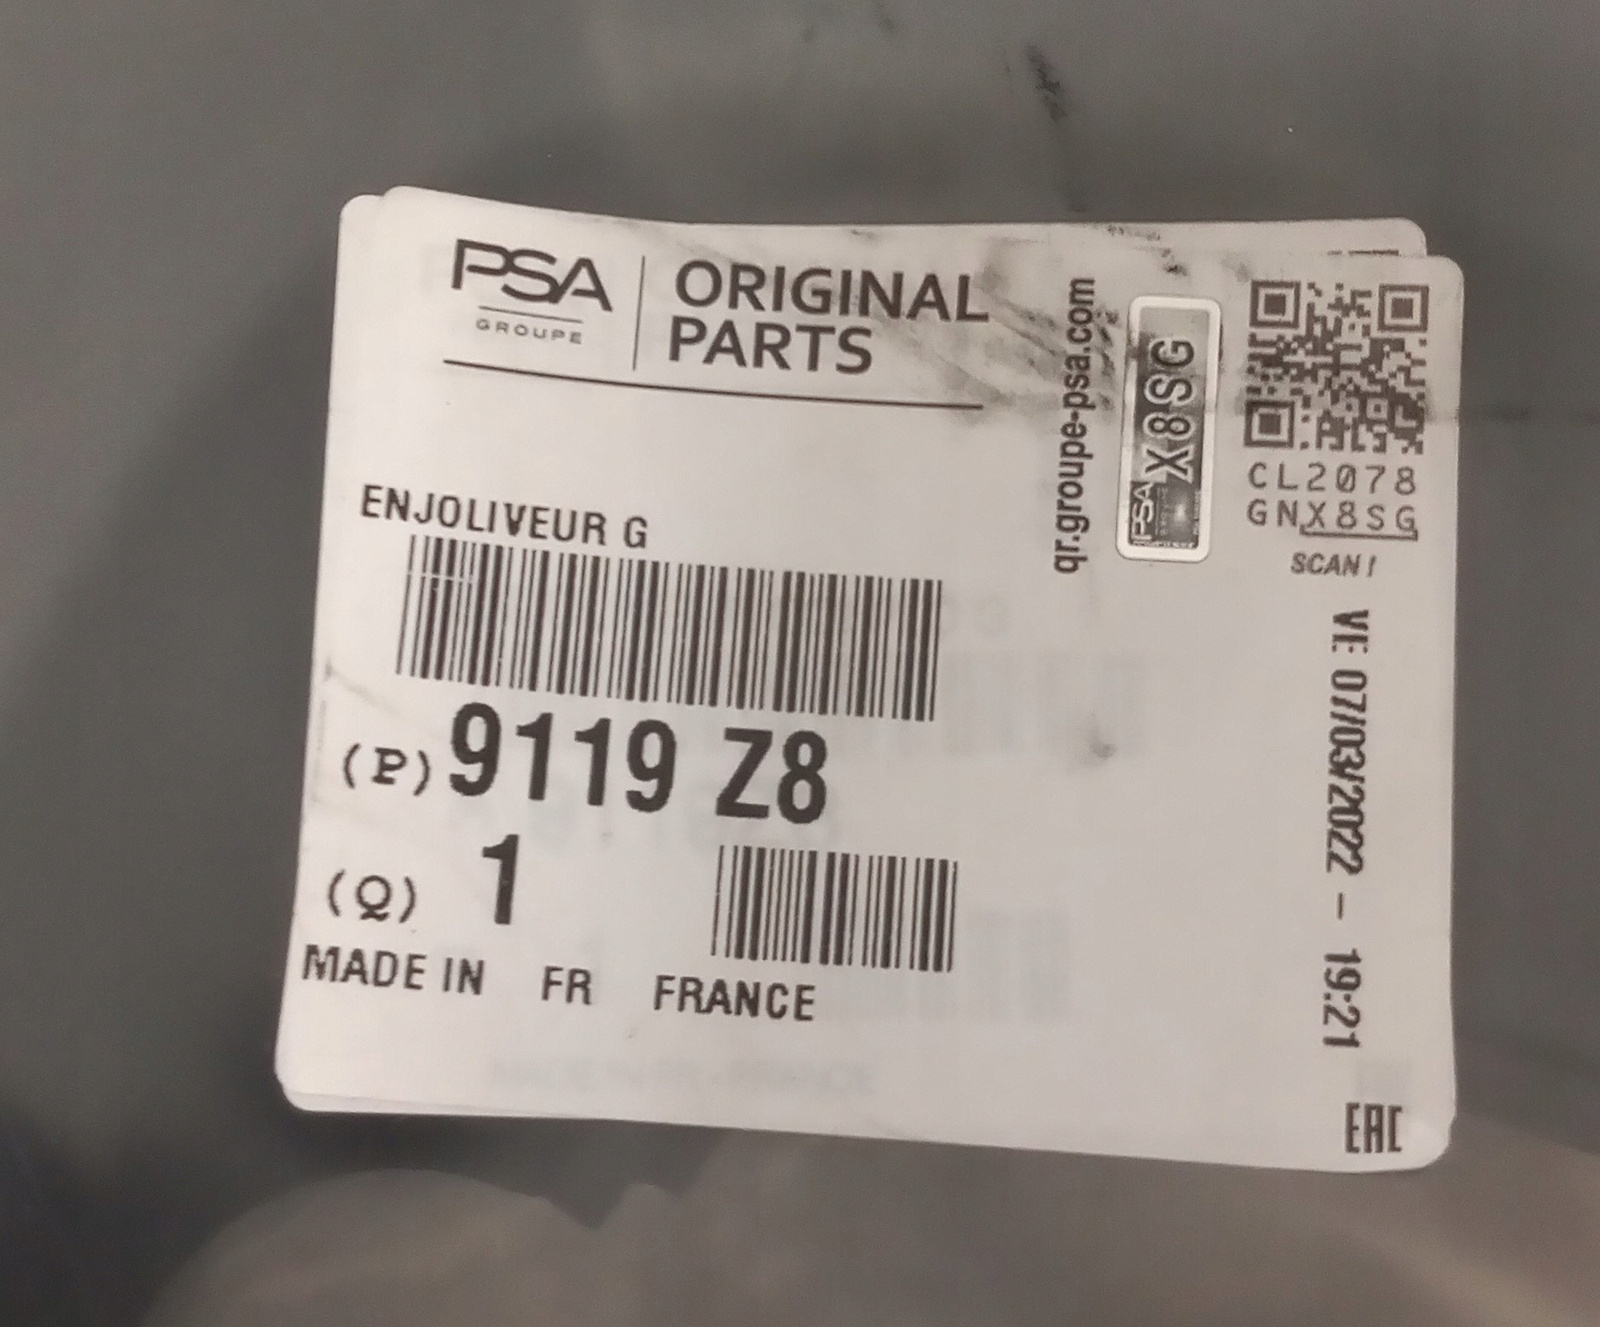 PSA
GROUPE
ORIGINAL
PARTS
qr.groupe-psa.com
PSA
X8SG
CL2078
GNX8SG
SCAN!
ENJOLIVEUR G
(P) 9119 Z8
(Q) 1
MADE IN FR FRANCE
VE 07/03/2022 - 19:21
EAC